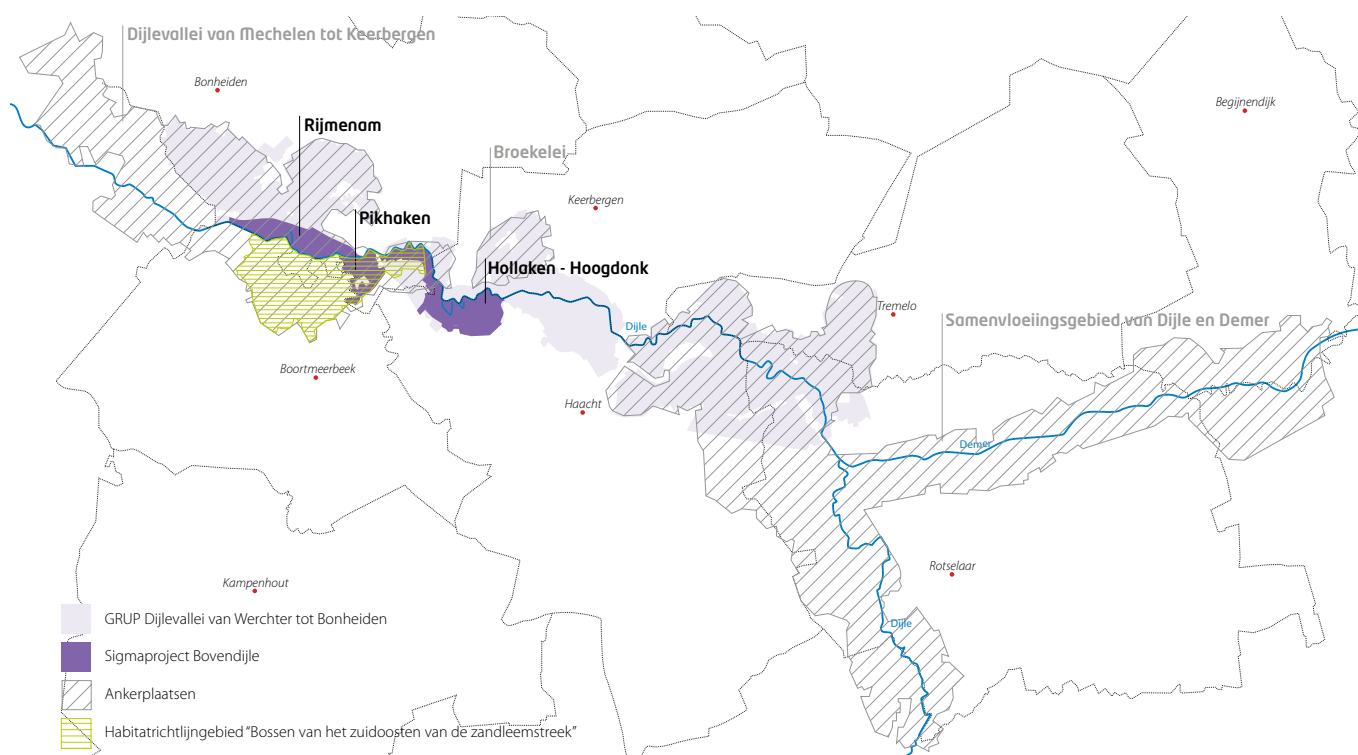 Dijlevallei van Mechelen tot Keerbergen
Bonheiden
Begijnendijk
Rijmenam
Broekelei
Keerbergen
Pikhaken
Hollaken - Hoogdonk
Tremelo
Samenvloeiingsgebied van Dijle en Demer
Dijle
Boortmeerbeek
Haacht
Demer
Rotselaar
Kampenhout
GRUP Dijlevallei van Werchter tot Bonheiden
Dijle
Sigmaproject Bovendijle
Ankerplaatsen
Habitatrichtlijngebied "Bossen van het zuidoosten van de zandleemstreek"